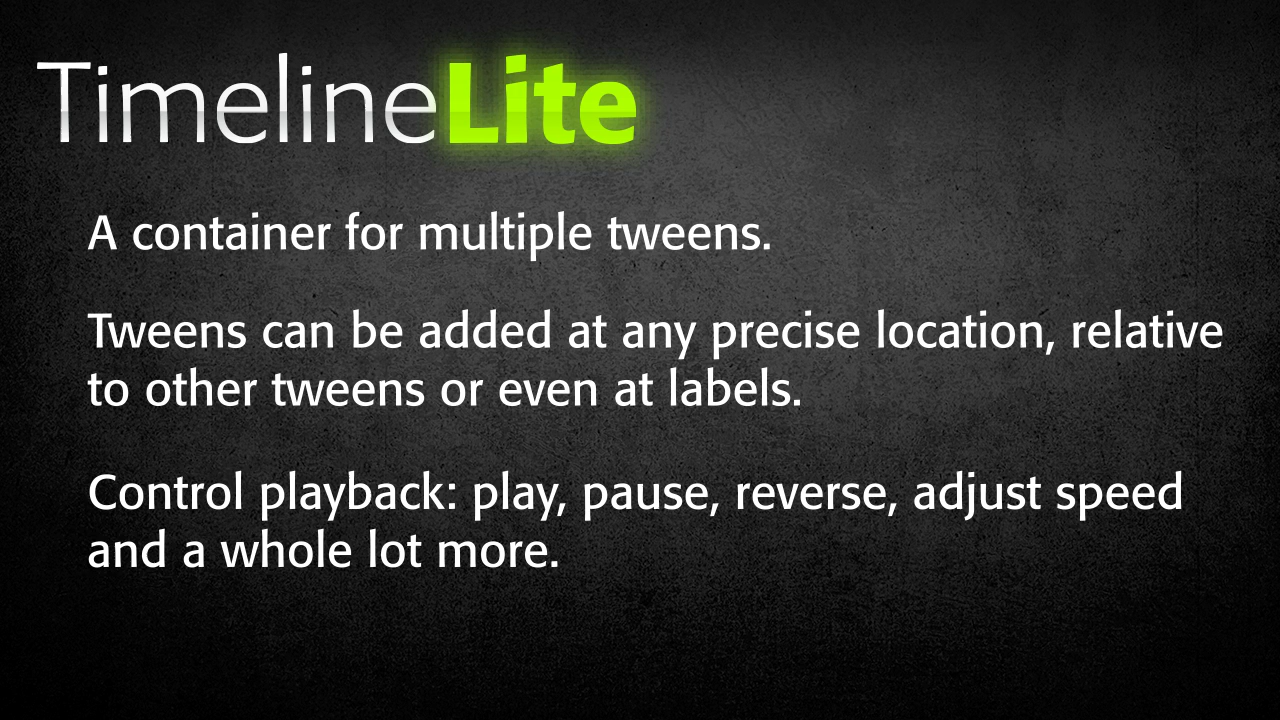 TimelineLite
A container for multiple tweens.
Tweens can be added at any precise location, relative
to other tweens or even at labels.
Control playback: play, pause, reverse, adjust speed
and a whole lot more.